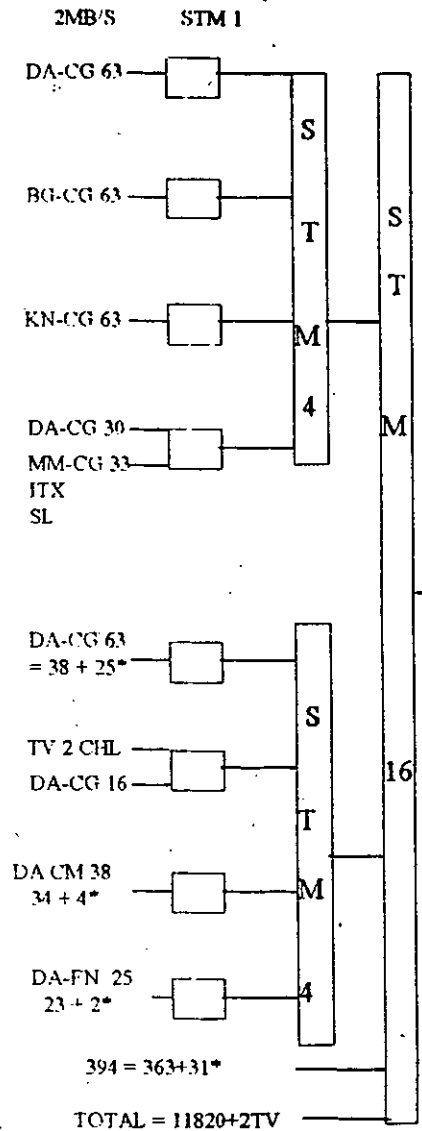 2MB/S STM 1
DA-CG 63
BG-CG 63
KN-CG 63
DA-CG 30
MM-CG 33
ITX
SL
S
T
M
4
S
T
M
16
DA-CG 63
= 38 + 25*
TV 2 CHL
DA-CG 16
DA CM 38
34 + 4*
DA-FN 25
23 + 2*
S
T
M
4
394 = 363+31*
TOTAL = 11820+2TV